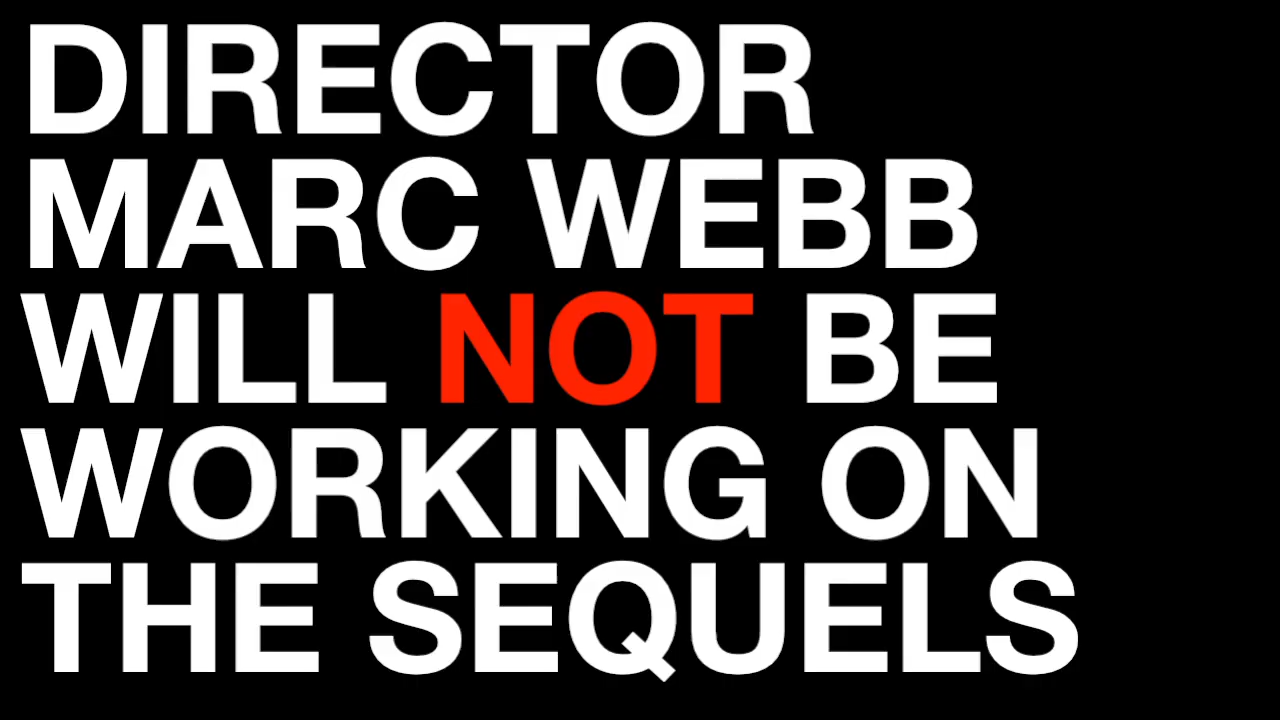 DIRECTOR
MARC WEBB
WILL NOT BE
WORKING ON
THE SEQUELS